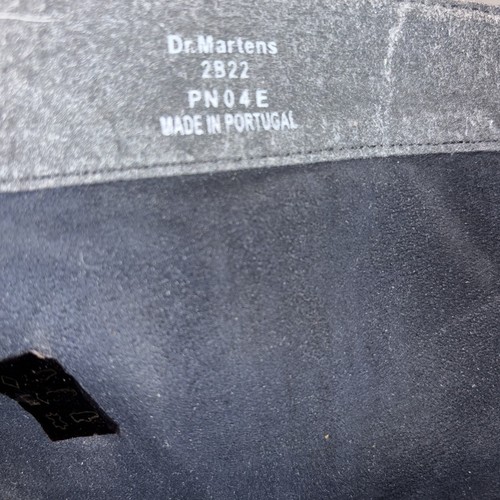 Dr.Martens
2B22
PN04E
MADE IN PORTUGAL